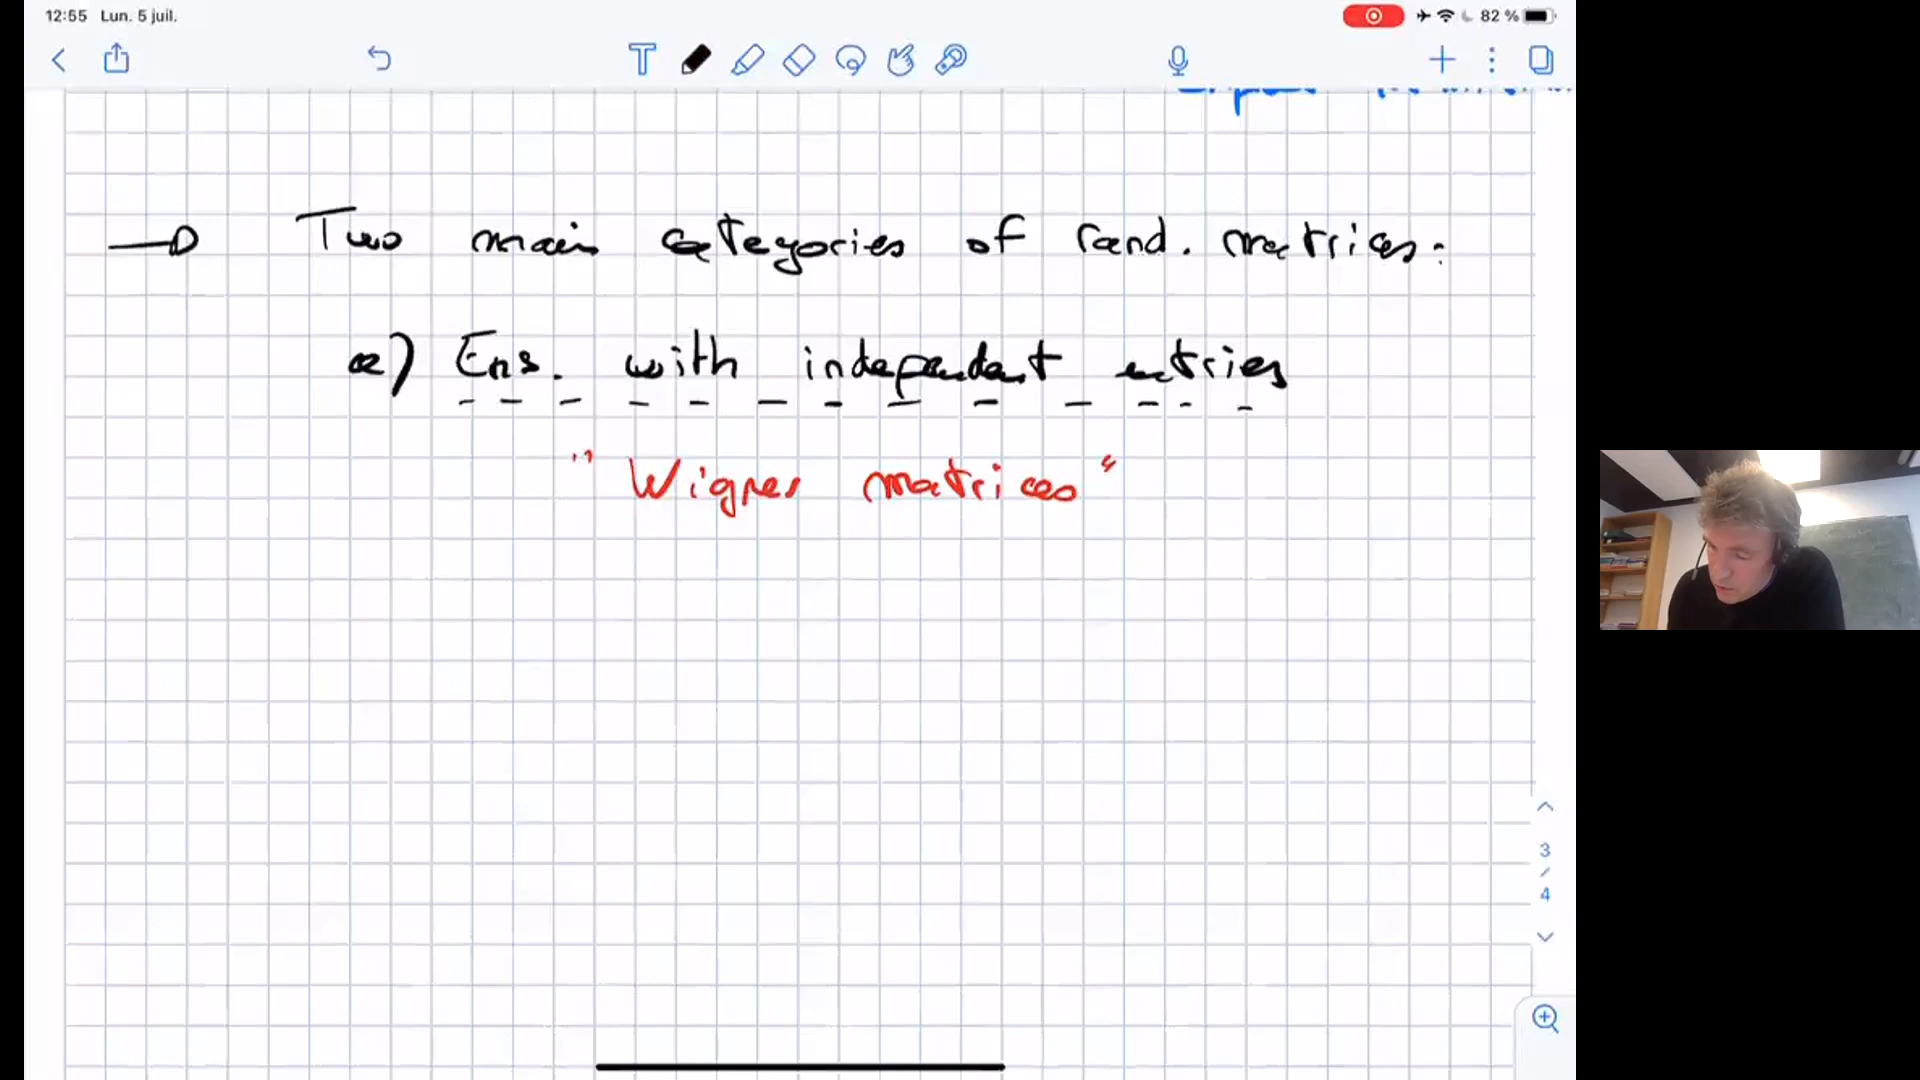 12:55 Lun. 5 juil.
82 %
→ Two main categories of rand. matrices:
a) Ens. with independent entries
"Wigner matrices"
3
/
4